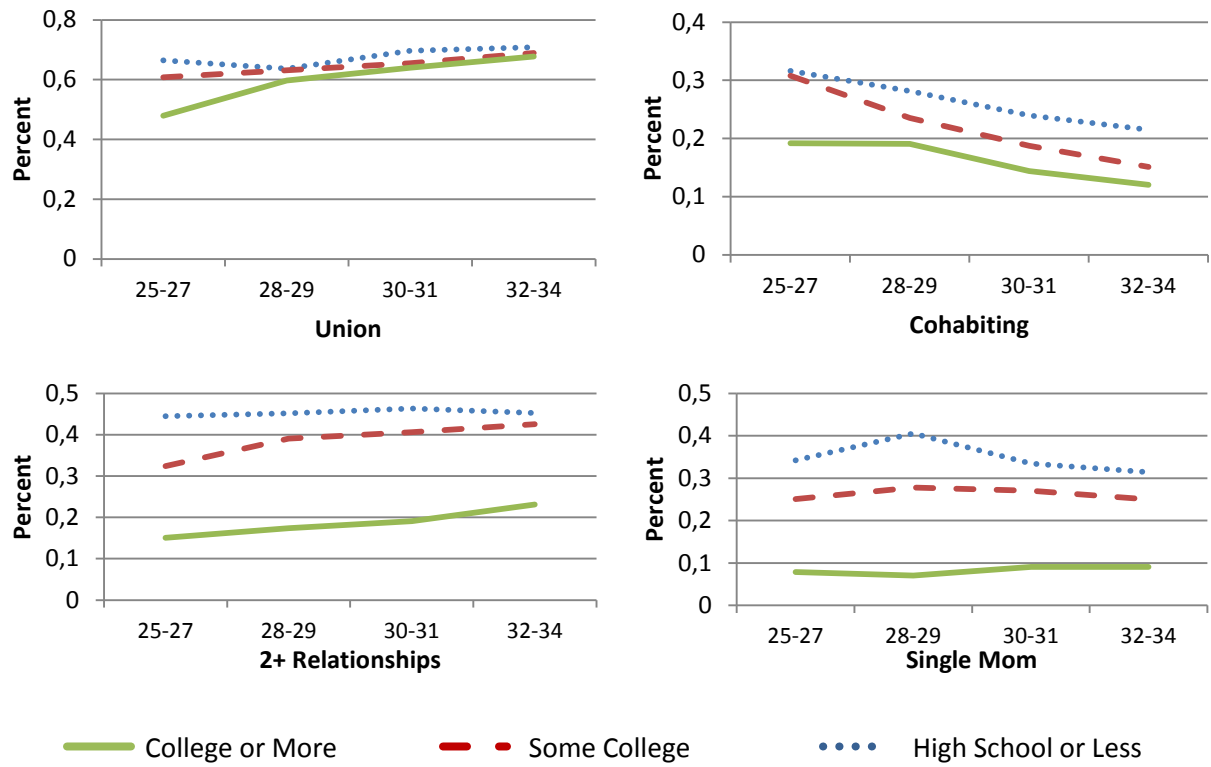 Percent
0,8
0,6
0,4
0,2
0
25-27 28-29 30-31 32-34
Union
Percent
0,4
0,3
0,2
0,1
0
25-27 28-29 30-31 32-34
Cohabiting
Percent
0,5
0,4
0,3
0,2
0,1
0
25-27 28-29 30-31 32-34
2+ Relationships
Percent
0,5
0,4
0,3
0,2
0,1
0
25-27 28-29 30-31 32-34
Single Mom
College or More Some College High School or Less